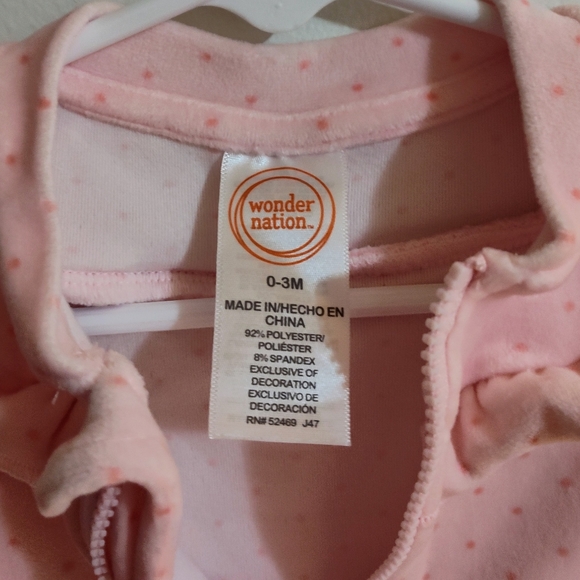 wonder
nation™
0-3M
MADE IN/HECHO EN
CHINA
92% POLYESTER/
POLIÉSTER
8% SPANDEX
EXCLUSIVE OF
DECORATION
EXCLUSIVO DE
DECORACIÓN
RN# 52469 J47